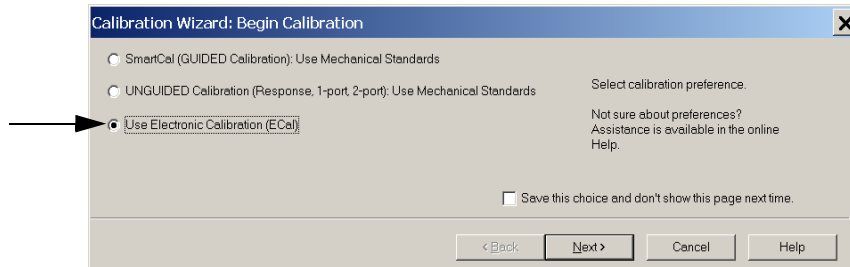 Calibration Wizard: Begin Calibration
SmartCal (GUIDED Calibration): Use Mechanical Standards
UNGUIDED Calibration (Response, 1-port, 2-port): Use Mechanical Standards
Use Electronic Calibration (ECal)
Select calibration preference.
Not sure about preferences?
Assistance is available in the online
Help.
Save this choice and don't show this page next time.
< Back
Next >
Cancel
Help